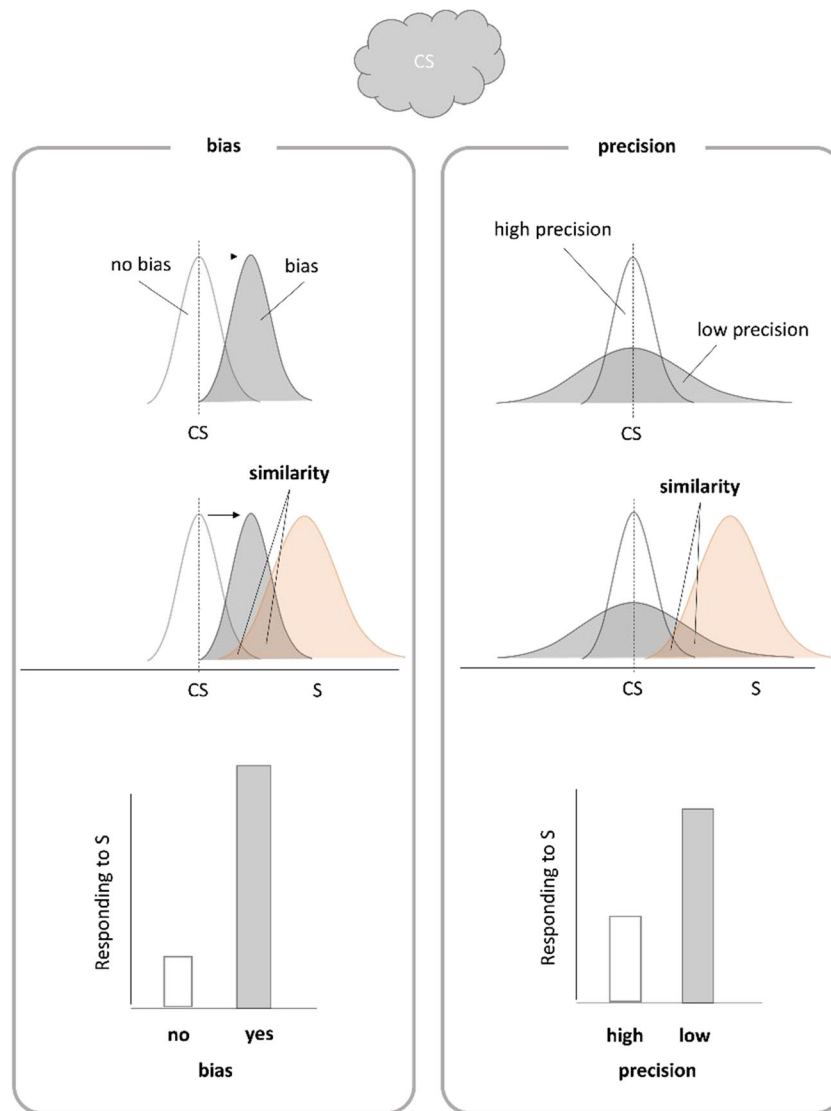 CS
bias
no bias
bias
CS
similarity
CS
S
Responding to S
no
yes
bias
precision
high precision
low precision
CS
similarity
CS
S
Responding to S
high
low
precision